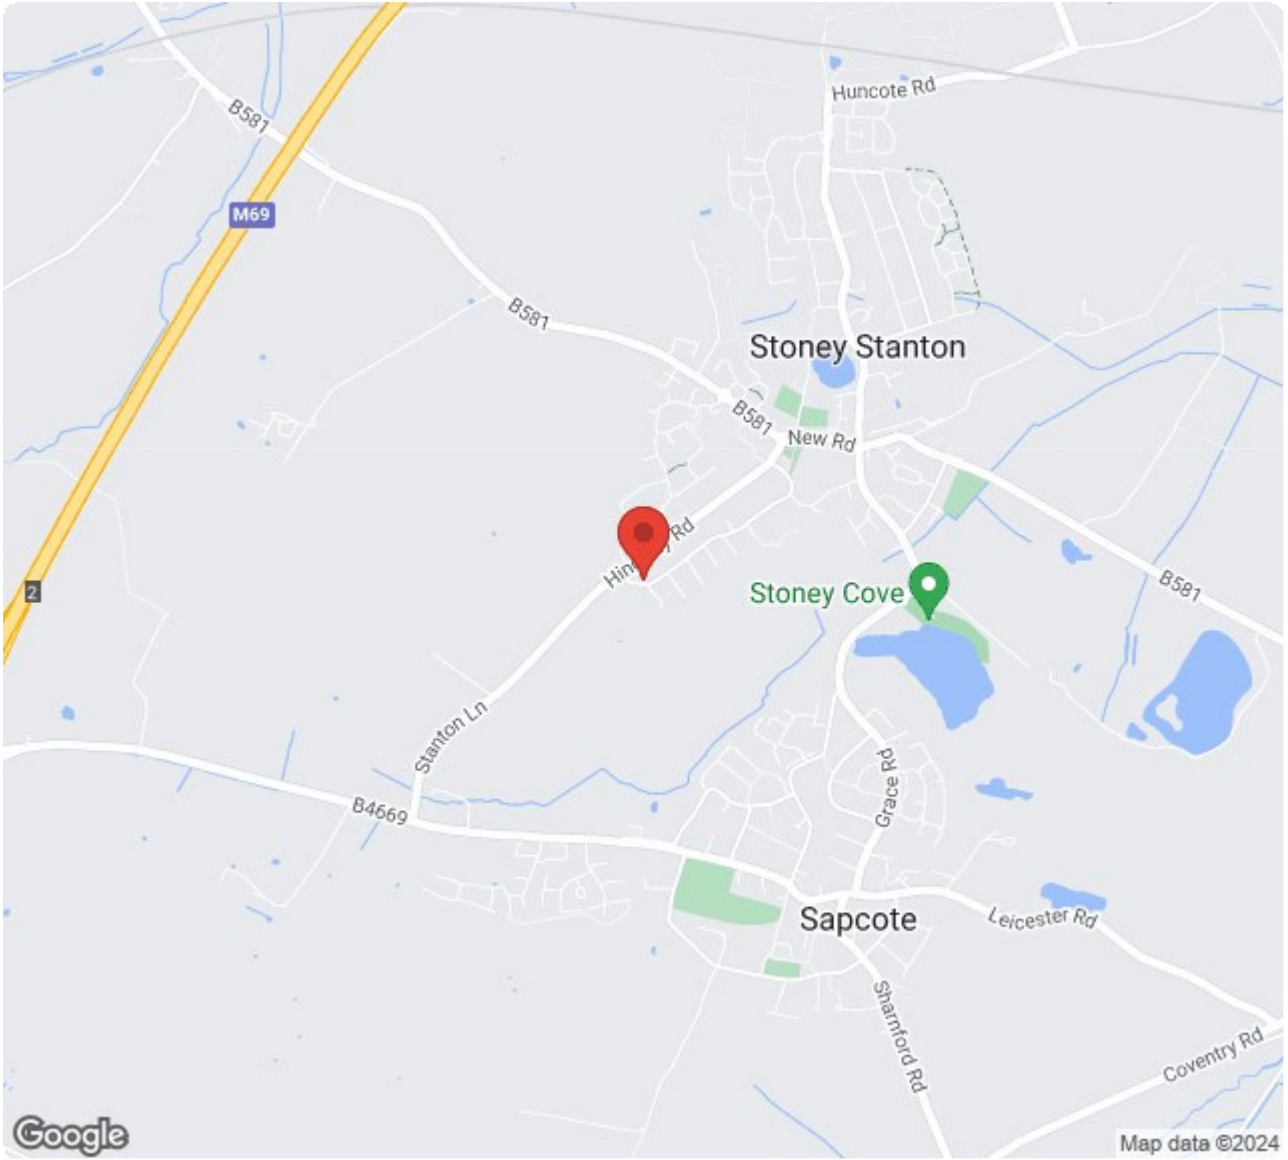 Huncote Rd
B581
M69
B581
Stoney Stanton
B581
New Rd
Rd
2
Stoney Cove
B581
Stanton Ln
Grace Rd
B4669
Sapcote
Leicester Rd
Sharnford Rd
Coventry Rd
Google
Map data ©2024